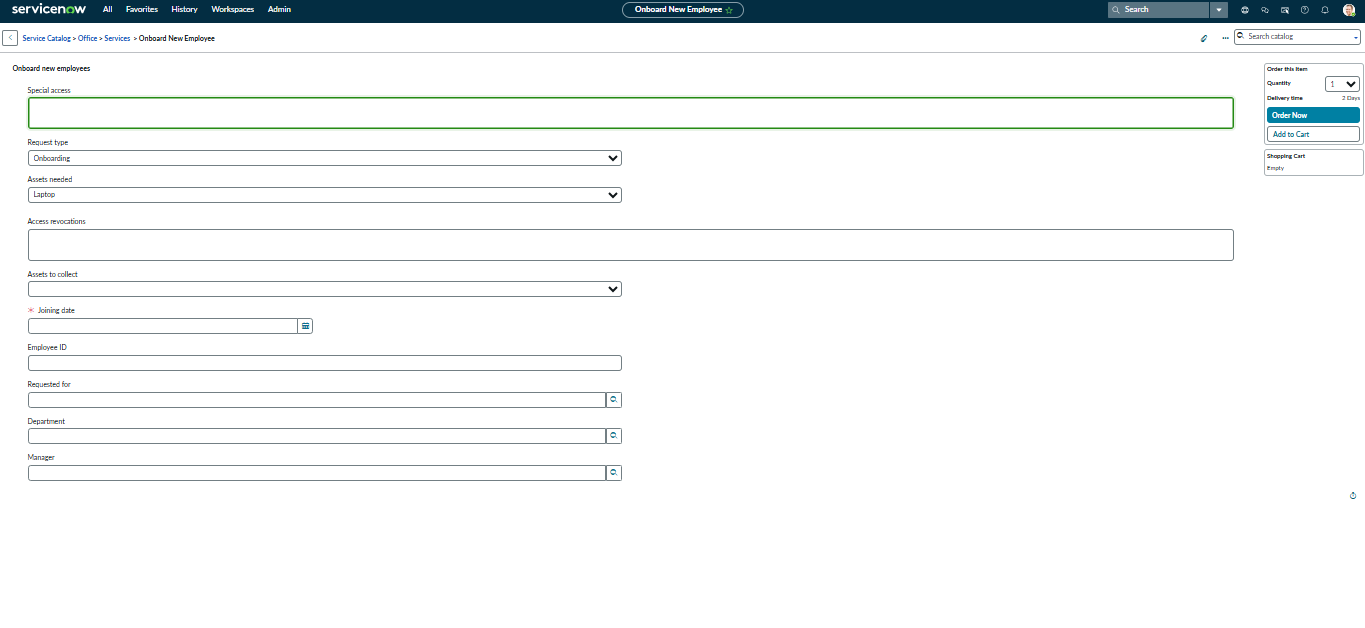 servicenow All Favorites History Workspaces Admin Onboard New Employee Search
Service Catalog > Office > Services > Onboard New Employee Search catalog
Onboard new employees
Special access
Request type
Onboarding
Assets needed
Laptop
Access revocations
Assets to collect
* Joining date
Employee ID
Requested for
Department
Manager
Order this Item
Quantity 1
Delivery time 2 Days
Order Now
Add to Cart
Shopping Cart
Empty